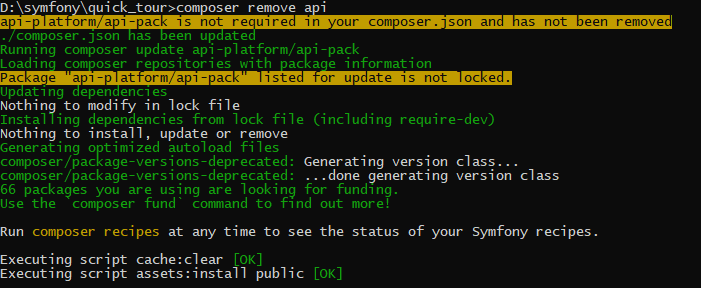 D:\symfony\quick_tour>composer remove api
api-platform/api-pack is not required in your composer.json and has not been removed
./composer.json has been updated
Running composer update api-platform/api-pack
Loading composer repositories with package information
Package "api-platform/api-pack" listed for update is not locked.
Updating dependencies
Nothing to modify in lock file
Installing dependencies from lock file (including require-dev)
Nothing to install, update or remove
Generating optimized autoload files
composer/package-versions-deprecated: Generating version class...
composer/package-versions-deprecated: ...done generating version class
66 packages you are using are looking for funding.
Use the `composer fund` command to find out more!
Run composer recipes at any time to see the status of your Symfony recipes.
Executing script cache:clear [OK]
Executing script assets:install public [OK]